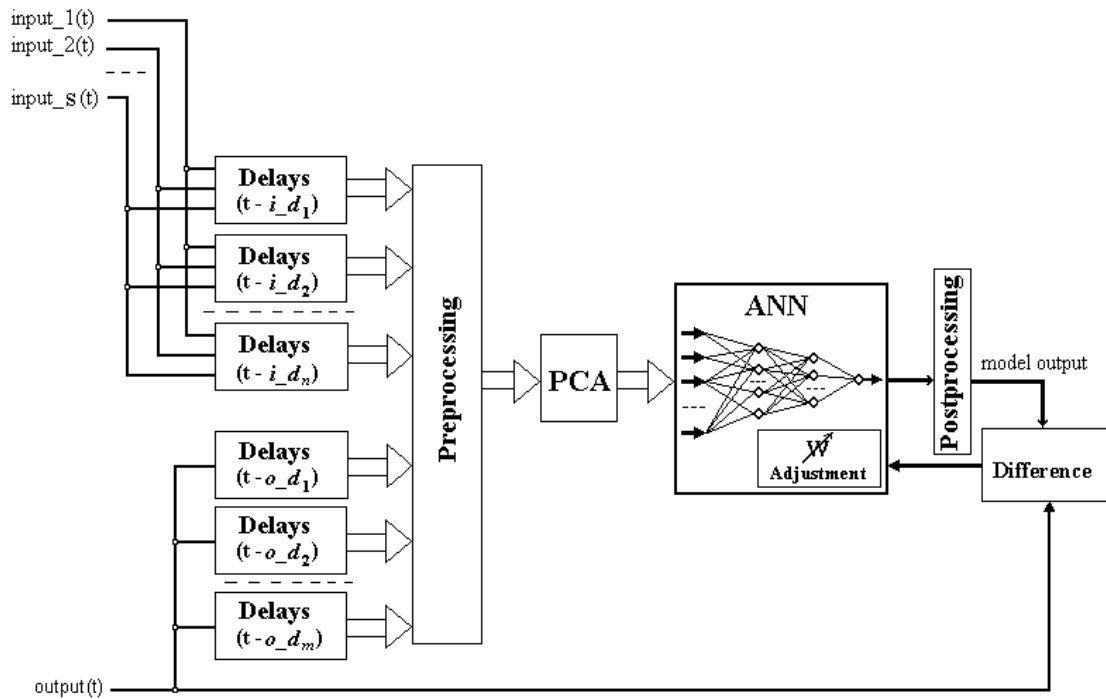 input_1(t)
input_2(t)
input_s(t)
Delays
(t - i_d1)
Delays
(t - i_d2)
Delays
(t - i_dn)
Delays
(t - o_d1)
Delays
(t - o_d2)
Delays
(t - o_dm)
output(t)
Preprocessing
PCA
ANN
W
Adjustment
Postprocessing
model output
Difference